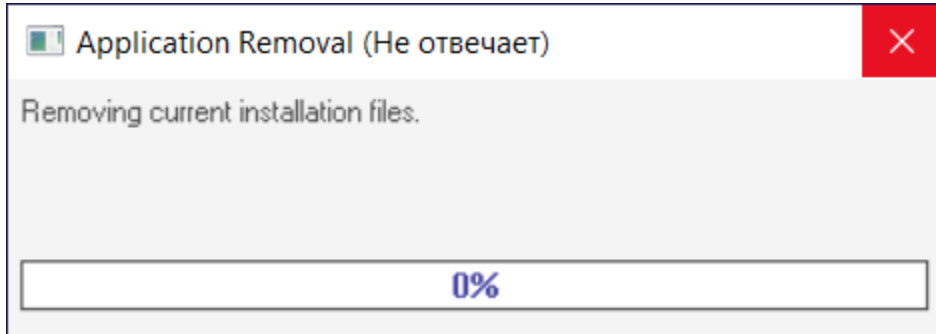 Application Removal (Не отвечает)
Removing current installation files.
0%